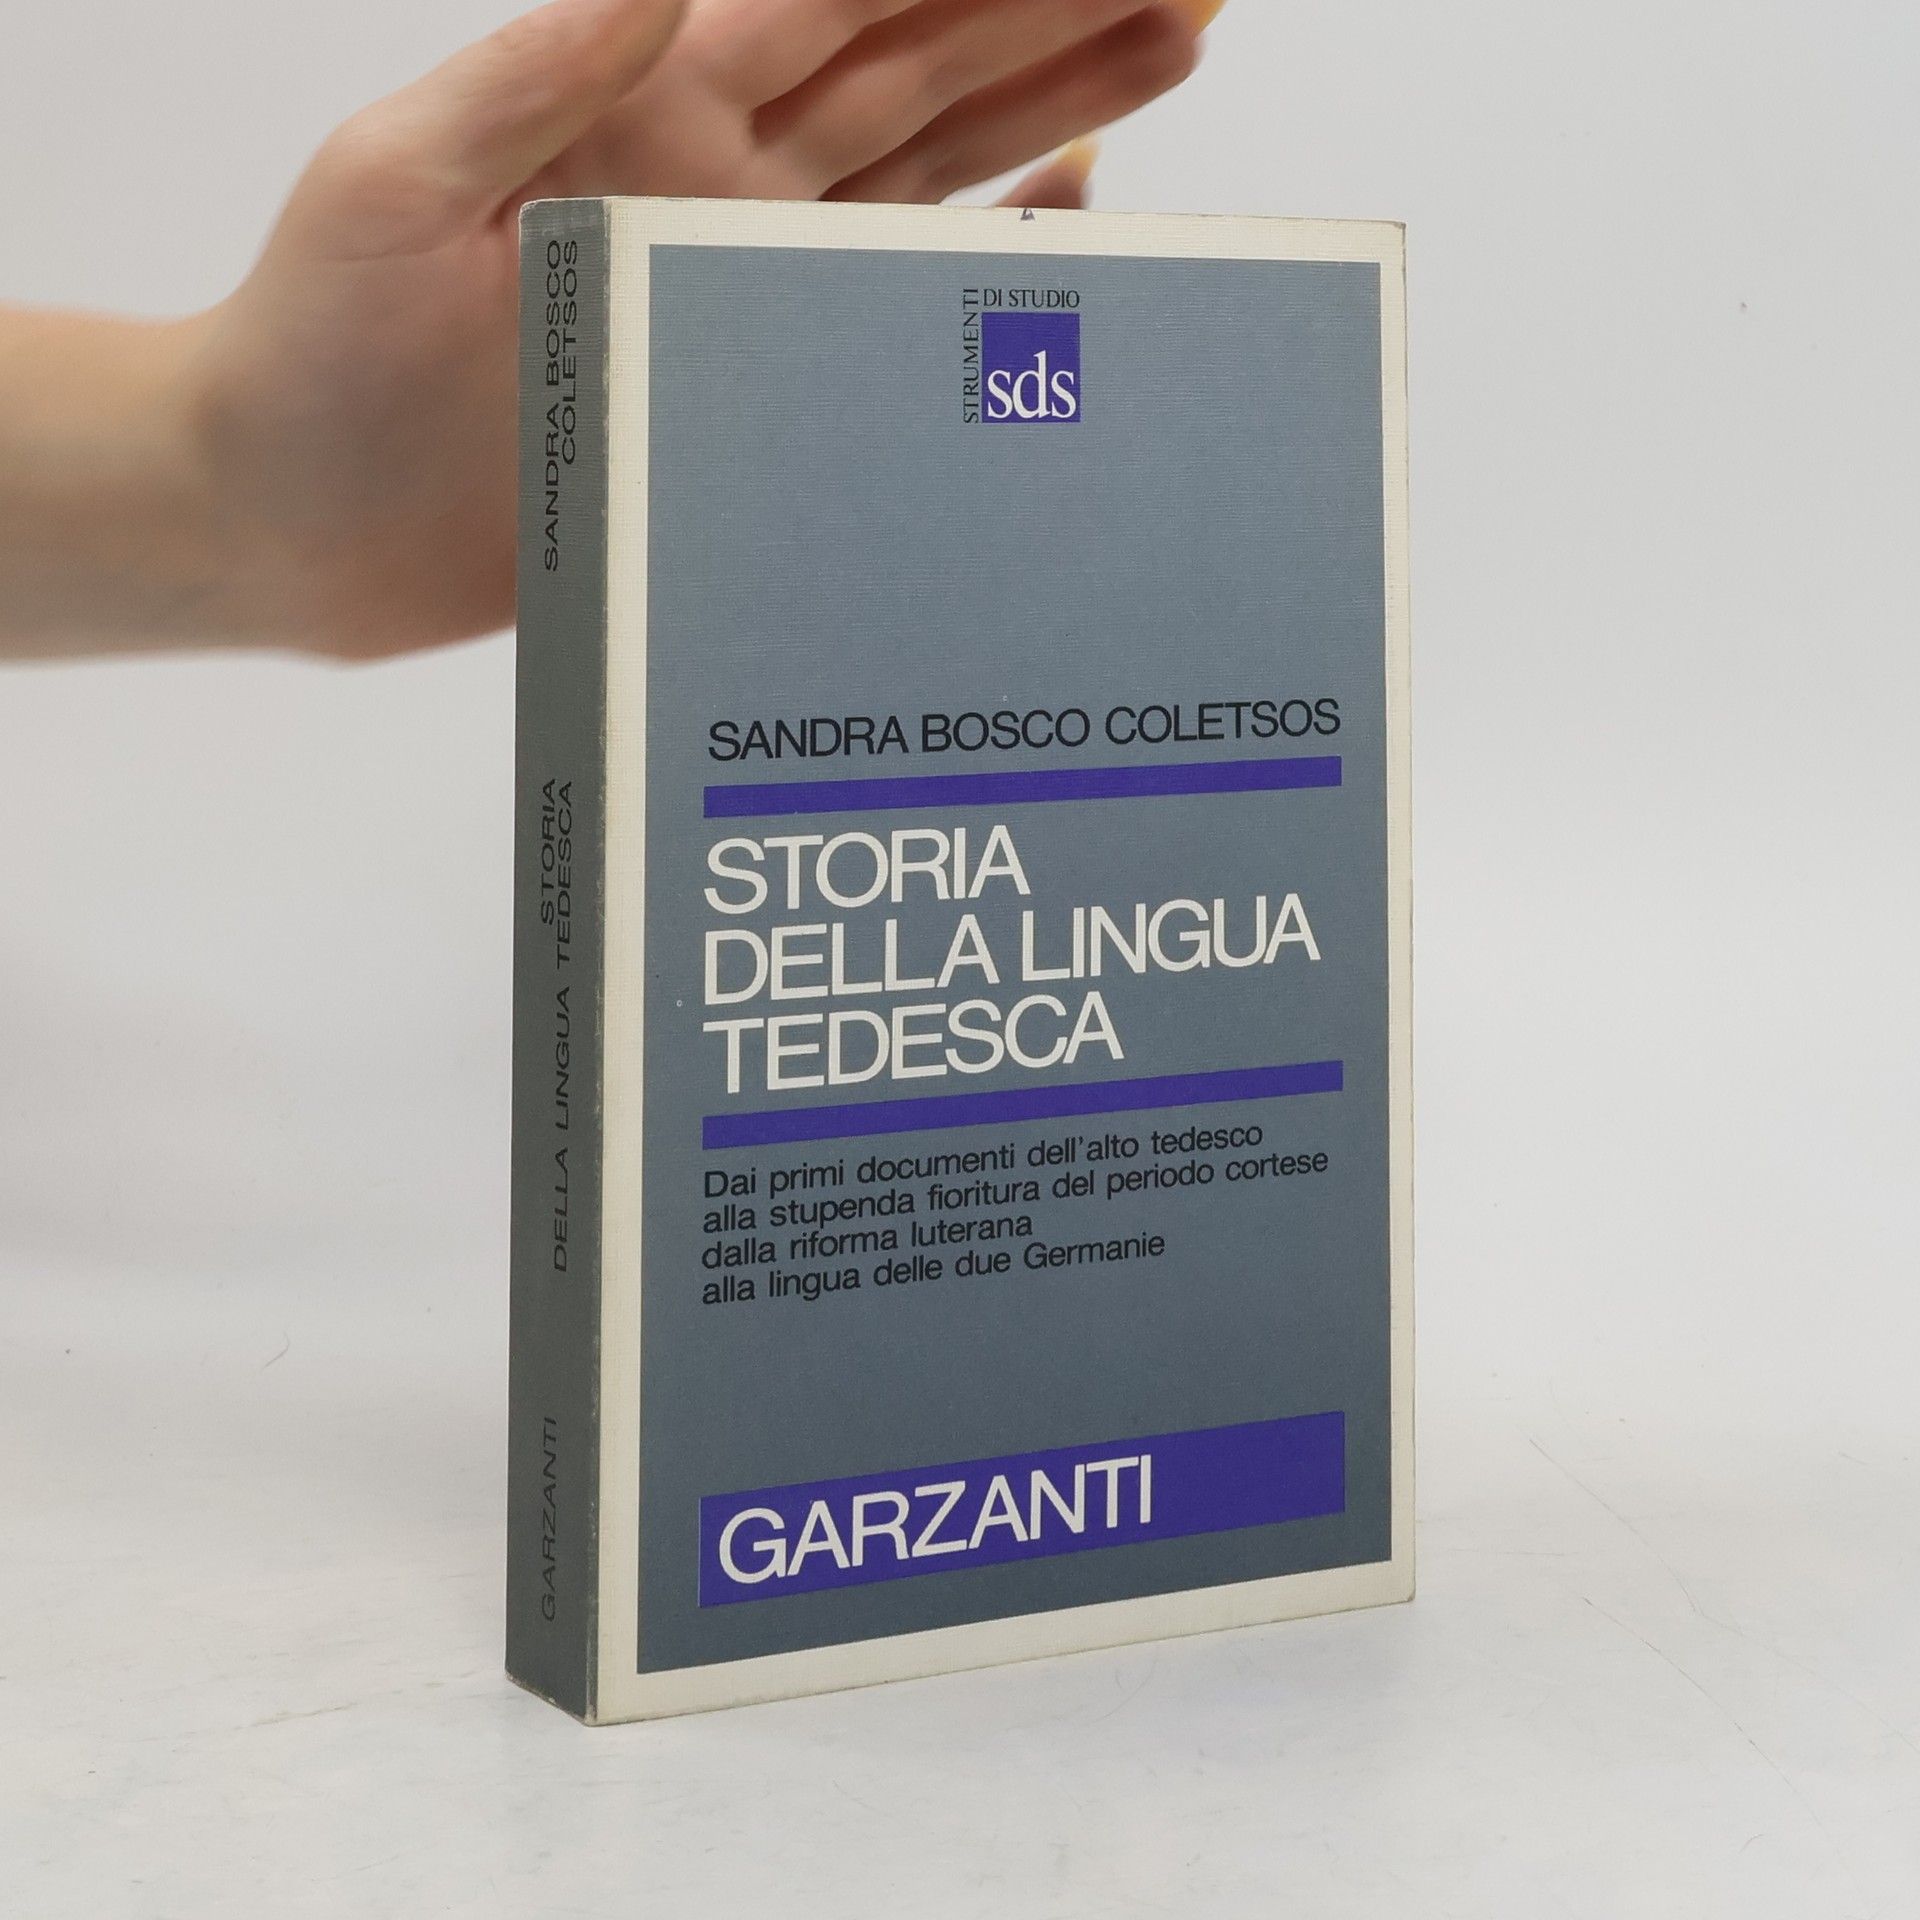 SANDRA BOSCO
COLETSOS
STORIA
DELLA LINGUA TEDESCA
GARZANTI
STRUMENTI
DI STUDIO
sds
SANDRA BOSCO COLETSOS
STORIA
DELLA LINGUA
TEDESCA
Dai primi documenti dell'alto tedesco
alla stupenda fioritura del periodo cortese
dalla riforma luterana
alla lingua delle due Germanie
GARZANTI